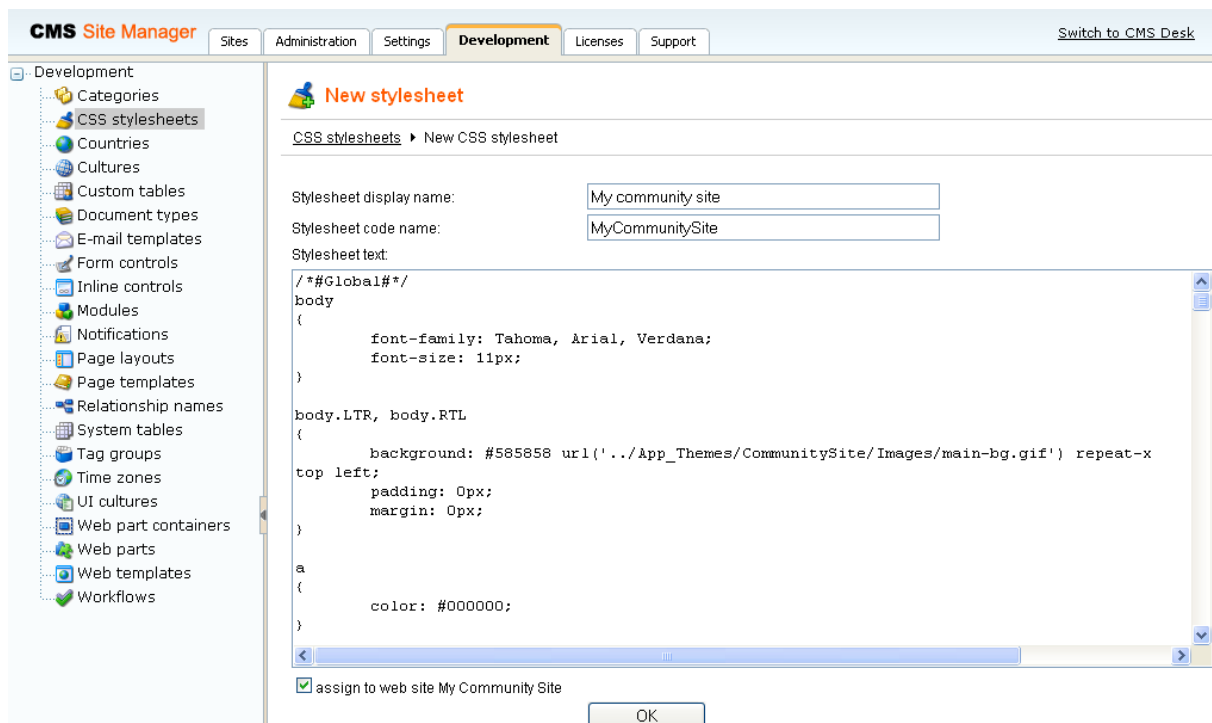 CMS Site Manager
Sites
Administration
Settings
Development
Licenses
Support
Switch to CMS Desk
Development
Categories
CSS stylesheets
Countries
Cultures
Custom tables
Document types
E-mail templates
Form controls
Inline controls
Modules
Notifications
Page layouts
Page templates
Relationship names
System tables
Tag groups
Time zones
UI cultures
Web part containers
Web parts
Web templates
Workflows
New stylesheet
CSS stylesheets ▸ New CSS stylesheet
Stylesheet display name: My community site
Stylesheet code name: MyCommunitySite
Stylesheet text:
/*#Global#*/
body
{
font-family: Tahoma, Arial, Verdana;
font-size: 11px;
}
body.LTR, body.RTL
{
background: #585858 url('../App_Themes/CommunitySite/Images/main-bg.gif') repeat-x
top left;
padding: 0px;
margin: 0px;
}
a
{
color: #000000;
}
assign to web site My Community Site
OK